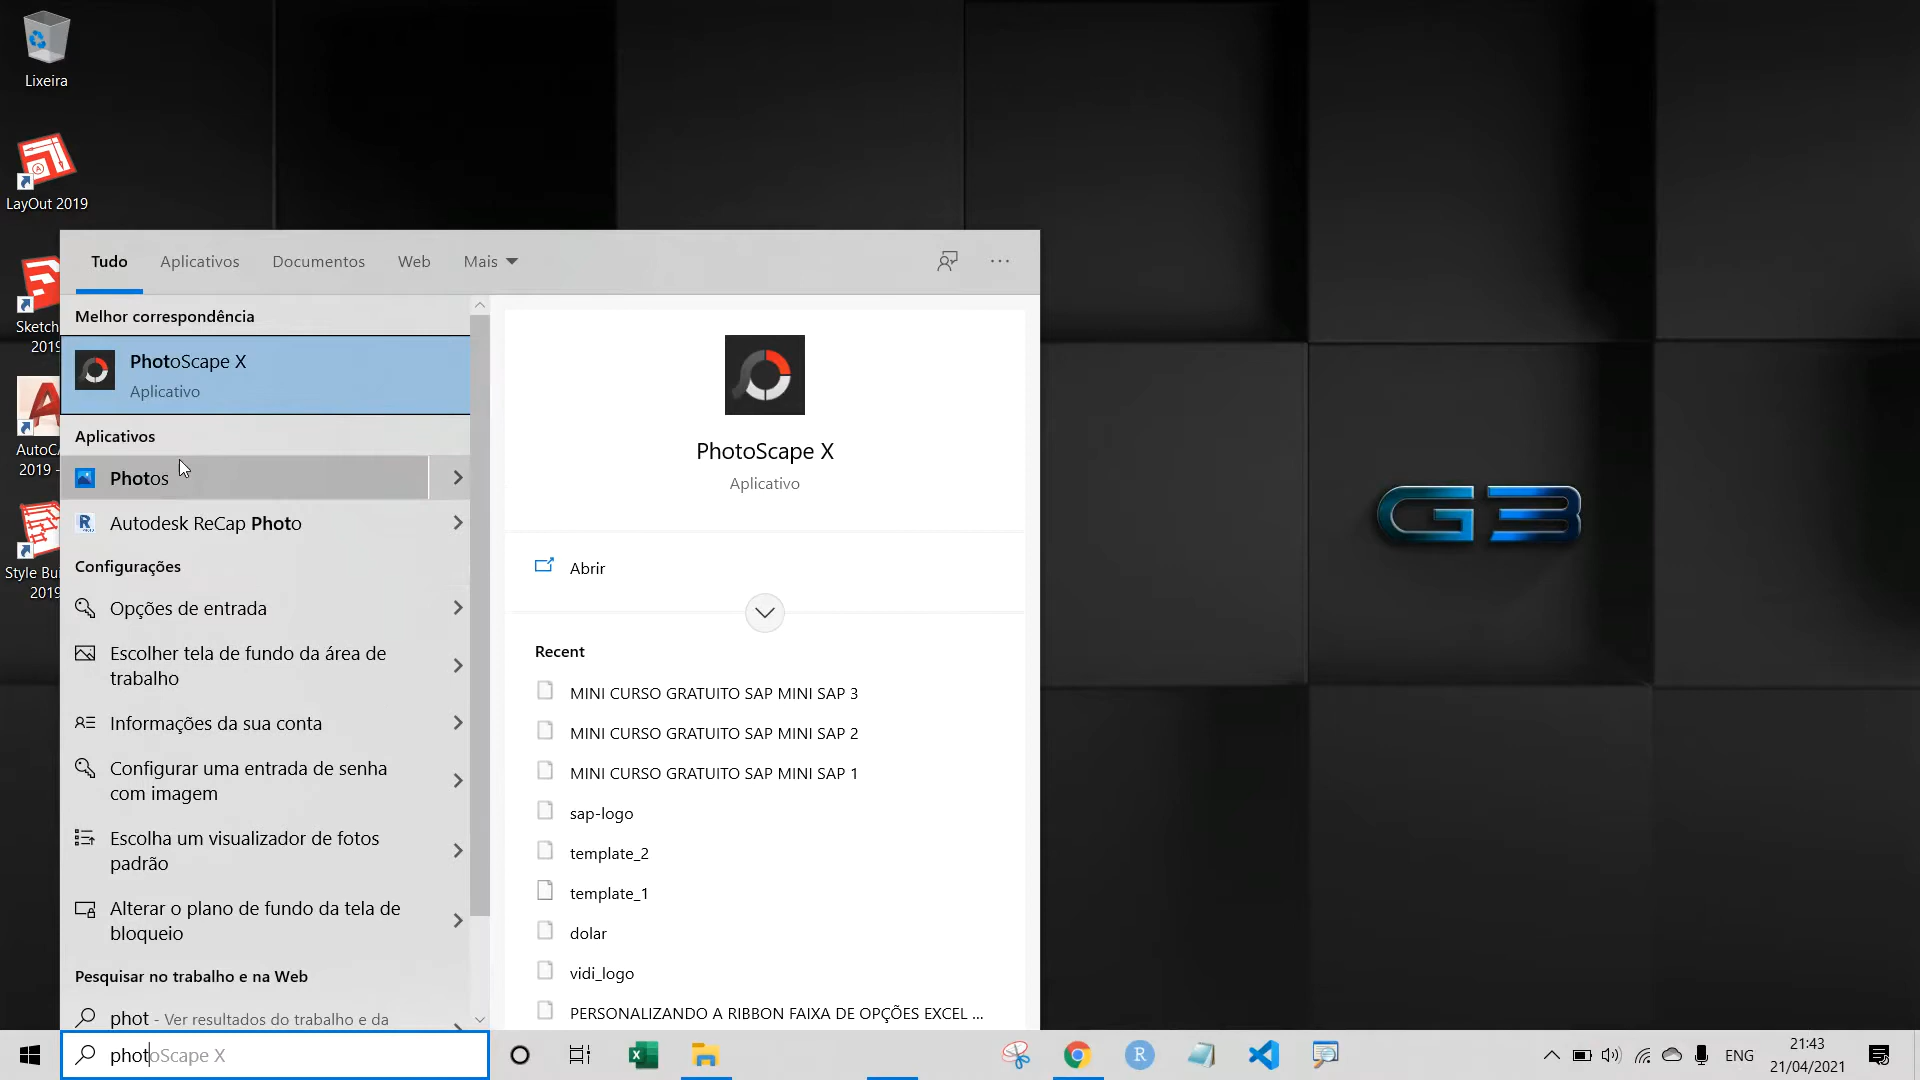 Lixeira
LayOut 2019
Sketch
2019
AutoCA
2019 -
Style Bui
2019
Tudo
Aplicativos
Documentos
Web
Mais
Melhor correspondência
PhotoScape X
Aplicativo
Aplicativos
Photos
Autodesk ReCap Photo
Configurações
Opções de entrada
Escolher tela de fundo da área de
trabalho
Informações da sua conta
Configurar uma entrada de senha
com imagem
Escolha um visualizador de fotos
padrão
Alterar o plano de fundo da tela de
bloqueio
Pesquisar no trabalho e na Web
phot - Ver resultados do trabalho e da
photoScape X
PhotoScape X
Aplicativo
Abrir
Recent
MINI CURSO GRATUITO SAP MINI SAP 3
MINI CURSO GRATUITO SAP MINI SAP 2
MINI CURSO GRATUITO SAP MINI SAP 1
sap-logo
template_2
template_1
dolar
vidi_logo
PERSONALIZANDO A RIBBON FAIXA DE OPÇÕES EXCEL ...
G3
ENG
21:43
21/04/2021